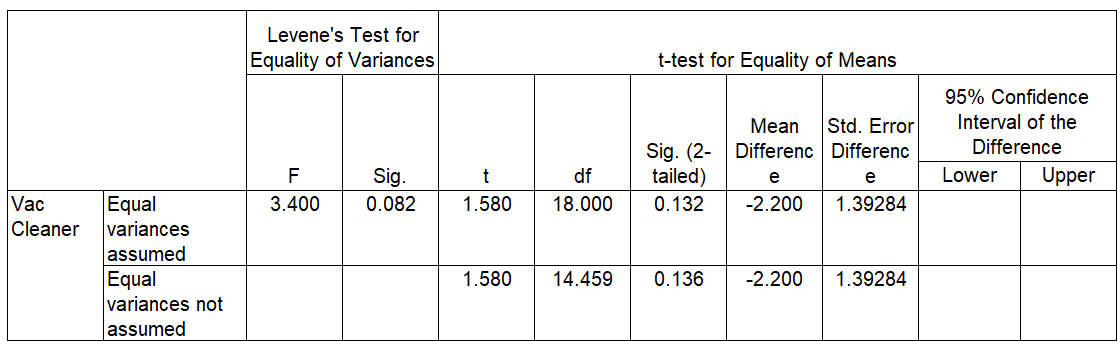 Levene's Test for
Equality of Variances
t-test for Equality of Means
F
Sig.
t
df
Sig. (2-
tailed)
Mean
Differenc
e
Std. Error
Differenc
e
95% Confidence
Interval of the
Difference
Lower
Upper
Vac
Cleaner
Equal
variances
assumed
3.400
0.082
1.580
18.000
0.132
-2.200
1.39284
Equal
variances not
assumed
1.580
14.459
0.136
-2.200
1.39284